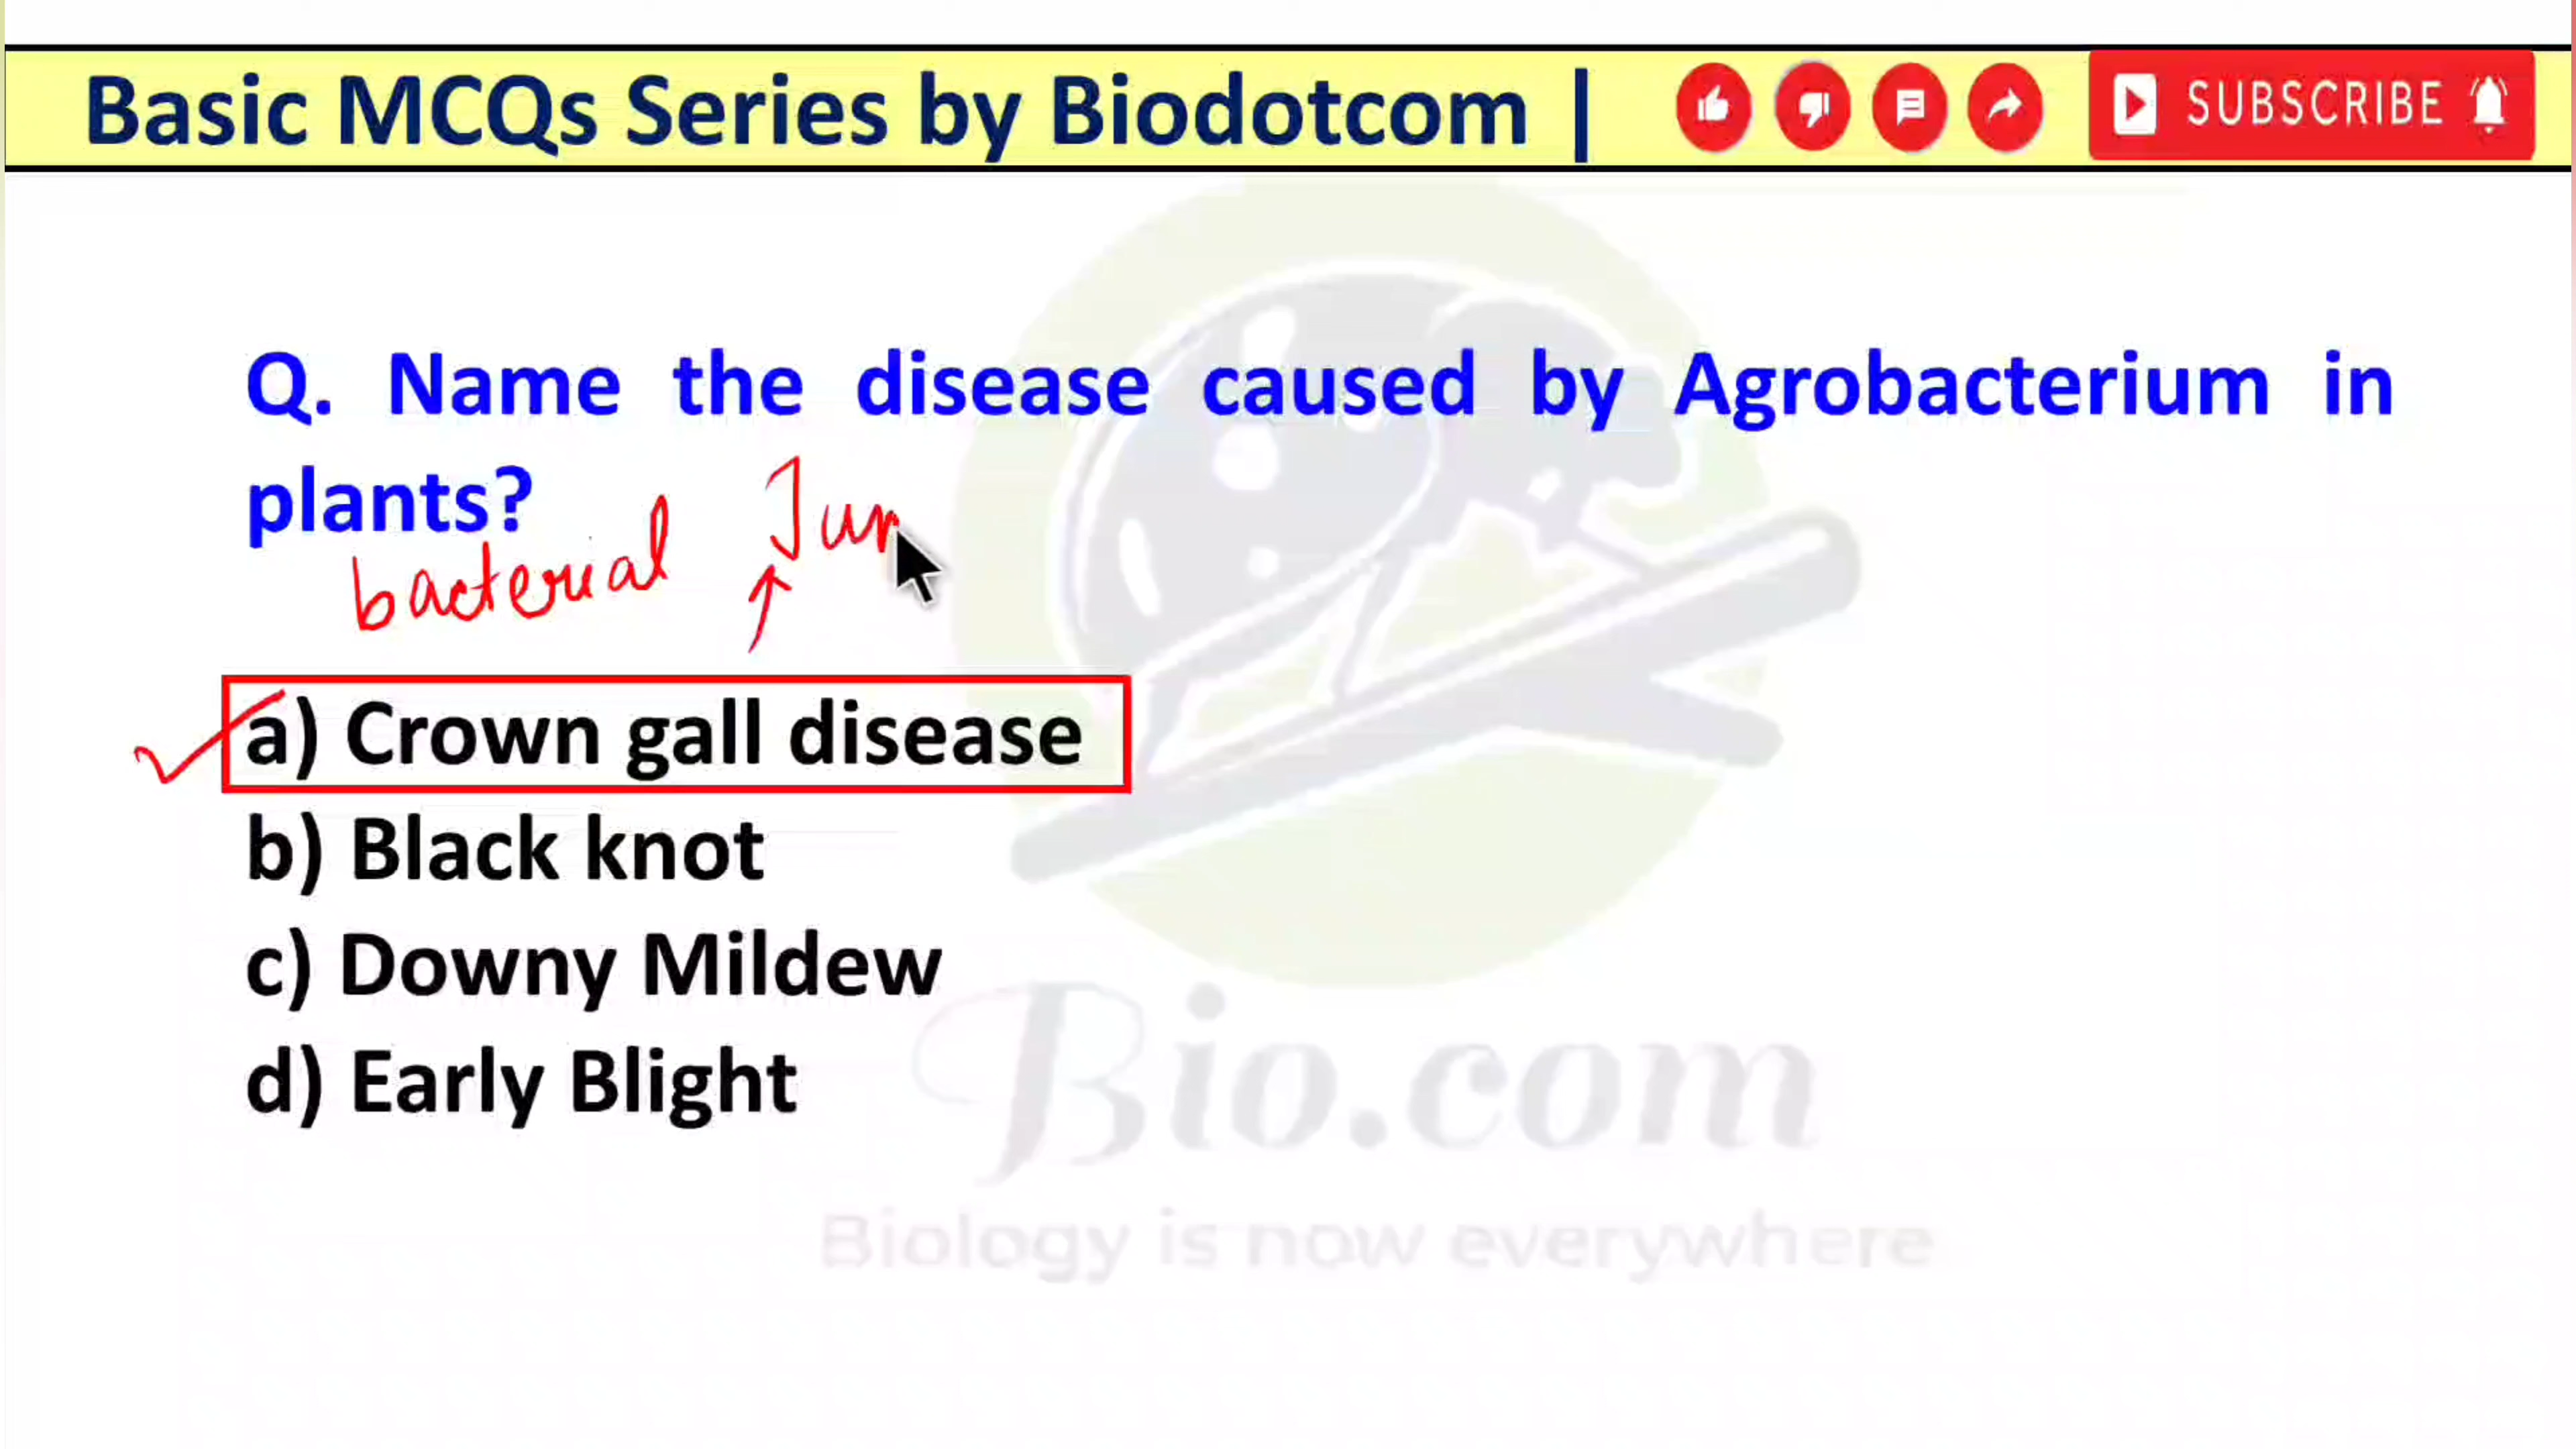 Basic MCQs Series by Biodotcom |
SUBSCRIBE
Q. Name the disease caused by Agrobacterium in
plants?
bacterial
a) Crown gall disease
b) Black knot
c) Downy Mildew
d) Early Blight
Bio.com
Biology is now everywhere